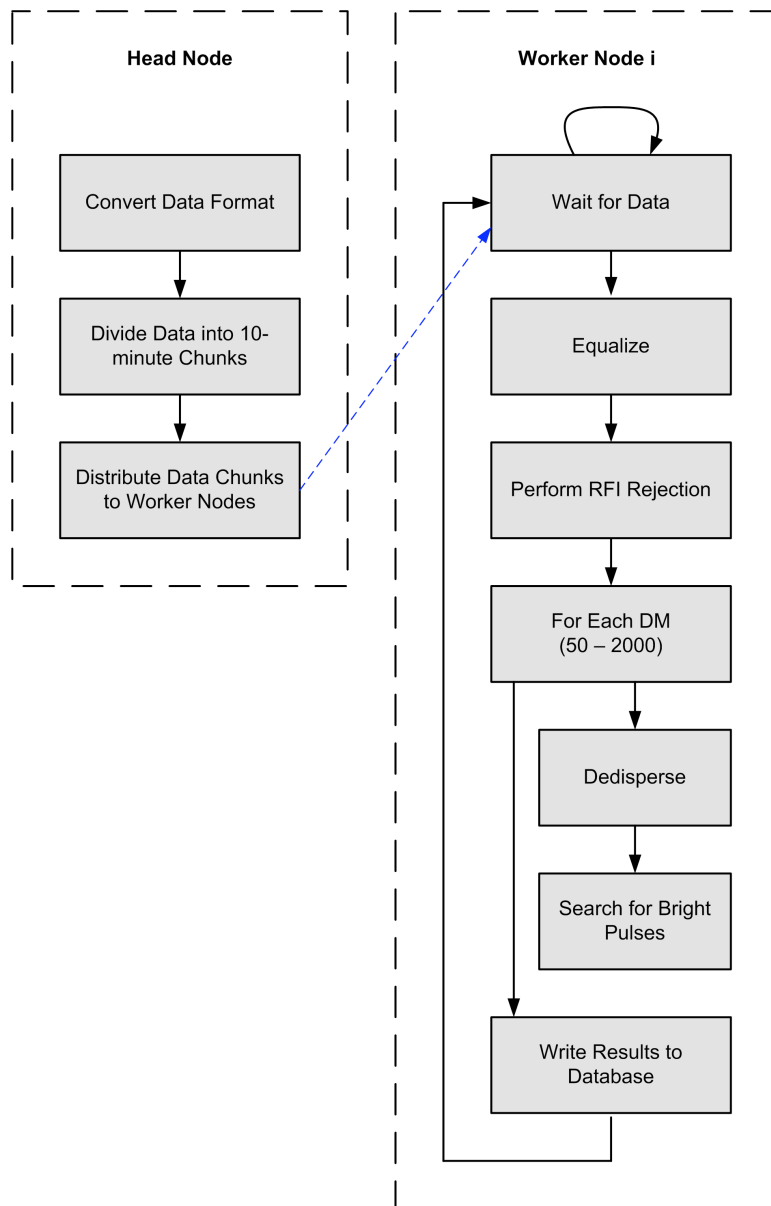 Head Node
Convert Data Format
Divide Data into 10-
minute Chunks
Distribute Data Chunks
to Worker Nodes
Worker Node i
Wait for Data
Equalize
Perform RFI Rejection
For Each DM
(50 – 2000)
Dedisperse
Search for Bright
Pulses
Write Results to
Database